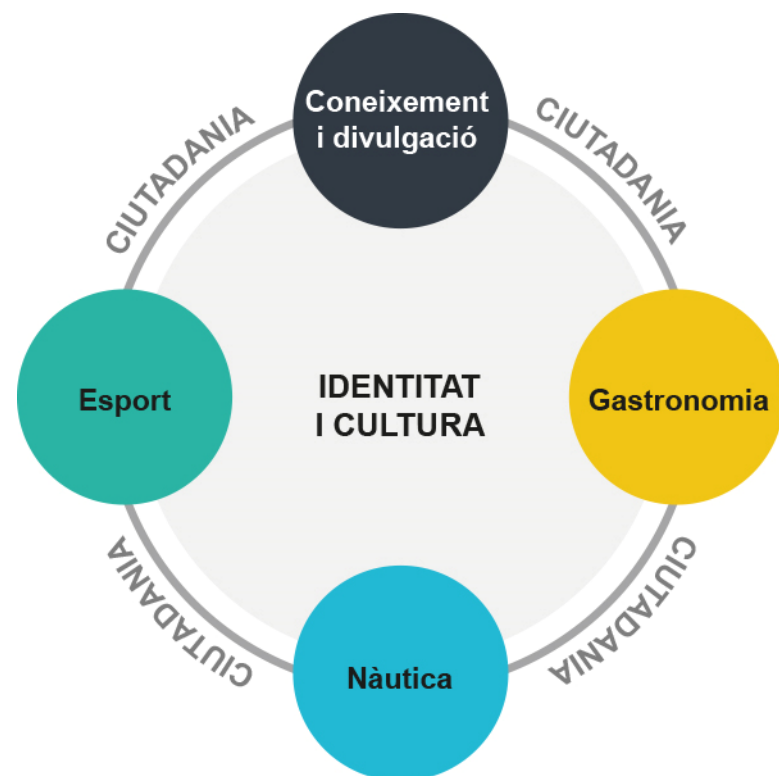 Coneixement
i divulgació
CIUTADANIA
CIUTADANIA
Esport
IDENTITAT
I CULTURA
Gastronomia
CIUTADANIA
CIUTADANIA
Nàutica